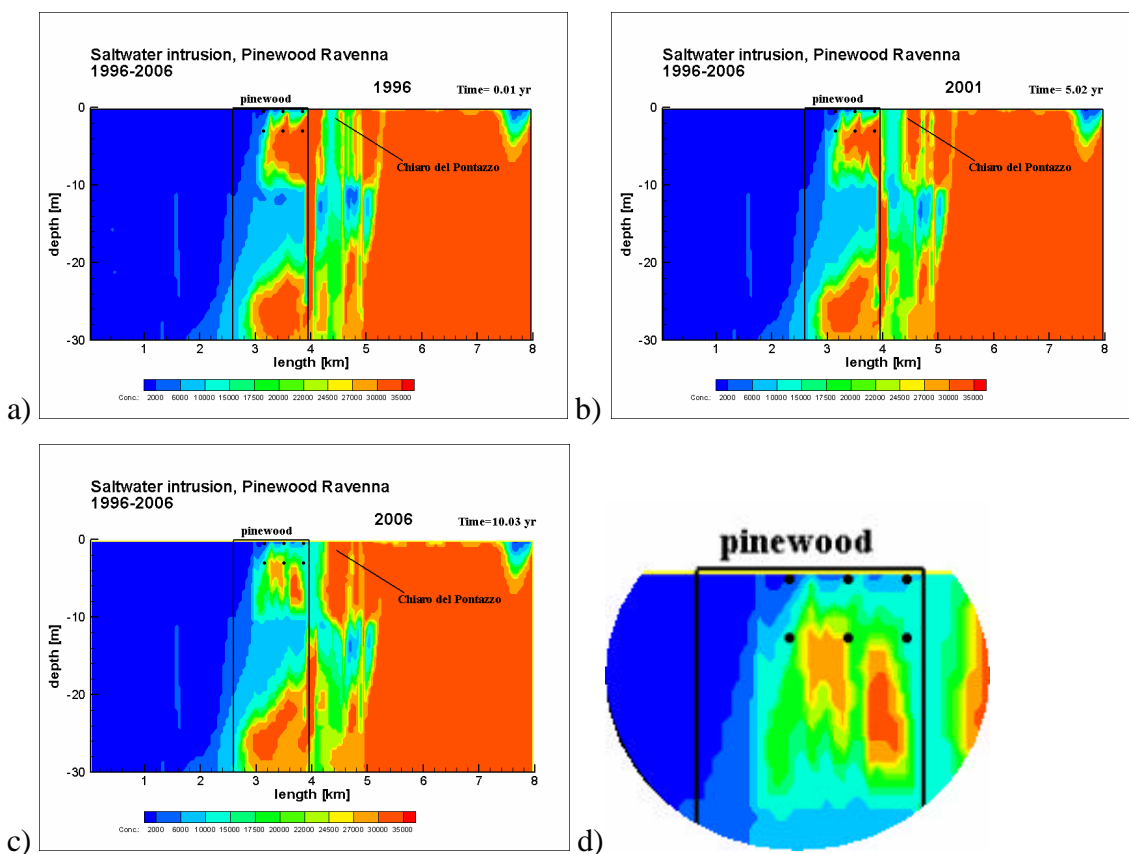 Saltwater intrusion, Pinewood Ravenna
1996-2006
1996
Time= 0.01 yr
pinewood
0
-10
-20
-30
depth [m]
Chiaro del Pontazzo
1 2 3 4 5 6 7 8
length [km]
Conc.: 2000 6000 10000 15000 17500 20000 22000 24500 27000 30000 35000
a)
Saltwater intrusion, Pinewood Ravenna
1996-2006
2001
Time= 5.02 yr
pinewood
0
-10
-20
-30
depth [m]
Chiaro del Pontazzo
1 2 3 4 5 6 7 8
length [km]
Conc.: 2000 6000 10000 15000 17500 20000 22000 24500 27000 30000 35000
b)
Saltwater intrusion, Pinewood Ravenna
1996-2006
2006
Time=10.03 yr
pinewood
0
-10
-20
-30
depth [m]
Chiaro del Pontazzo
1 2 3 4 5 6 7 8
length [km]
Conc.: 2000 6000 10000 15000 17500 20000 22000 24500 27000 30000 35000
c)
pinewood
d)